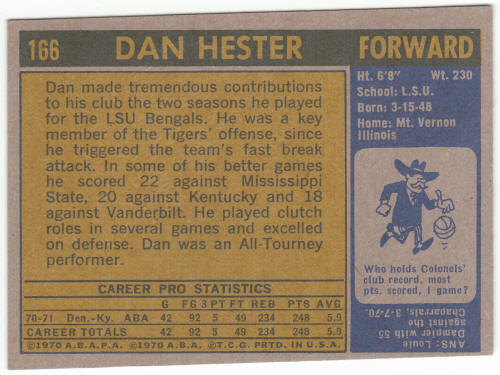 166
DAN HESTER
FORWARD
Dan made tremendous contributions
to his club the two seasons he played
for the LSU Bengals. He was a key
member of the Tigers' offense, since
he triggered the team's fast break
attack. In some of his better games
he scored 22 against Mississippi
State, 20 against Kentucky and 18
against Vanderbilt. He played clutch
roles in several games and excelled
on defense. Dan was an All-Tourney
performer.
Ht. 6'8" Wt. 230
School: L.S.U.
Born: 3-15-48
Home: Mt. Vernon
Illinois
Who holds Colonels'
club record, most
pts. scored, 1 game?
ANS: Louie
Dampier with 55
against the
Chaparrals, 3-7-70.
CAREER PRO STATISTICS
G FG 3 PT FT REB PTS AVG
70-71 Den.-Ky. ABA 42 92 5 49 234 248 5.9
CAREER TOTALS 42 92 5 49 234 248 5.9
©1970 A.B.A.P.A. ©1970 A.B.A. ©T.C.G. PRTD. IN U.S.A.